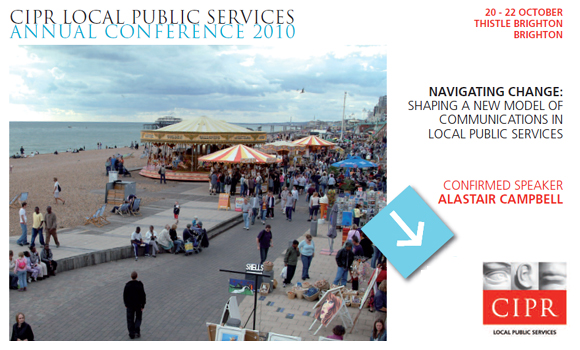 CIPR LOCAL PUBLIC SERVICES
ANNUAL CONFERENCE 2010
20 - 22 OCTOBER
THISTLE BRIGHTON
BRIGHTON
NAVIGATING CHANGE:
SHAPING A NEW MODEL OF
COMMUNICATIONS IN
LOCAL PUBLIC SERVICES
CONFIRMED SPEAKER
ALASTAIR CAMPBELL
SHELLS
CIPR
LOCAL PUBLIC SERVICES